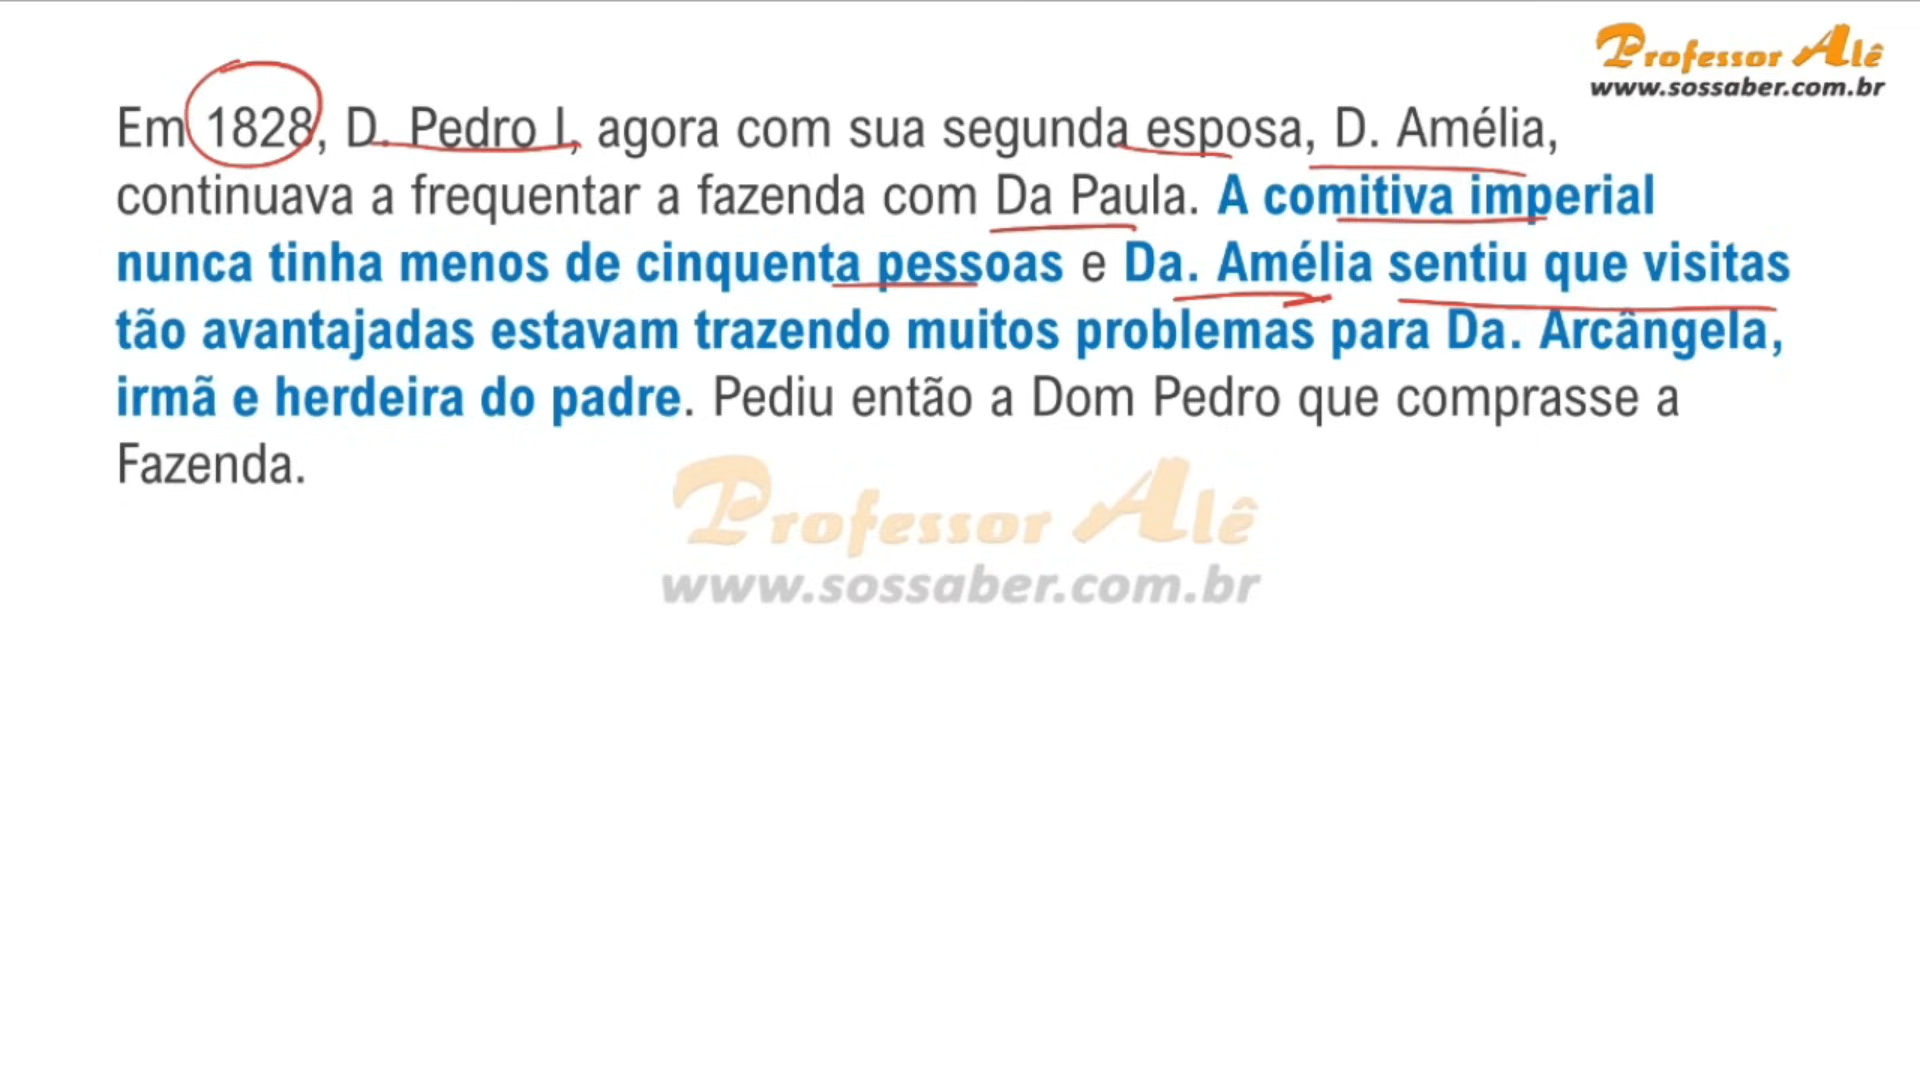 Professor Alê
www.sossaber.com.br
Em 1828, D. Pedro I, agora com sua segunda esposa, D. Amélia,
continuava a frequentar a fazenda com Da Paula. A comitiva imperial
nunca tinha menos de cinquenta pessoas e Da. Amélia sentiu que visitas
tão avantajadas estavam trazendo muitos problemas para Da. Arcângela,
irmã e herdeira do padre. Pediu então a Dom Pedro que comprasse a
Fazenda.
Professor Alê
www.sossaber.com.br